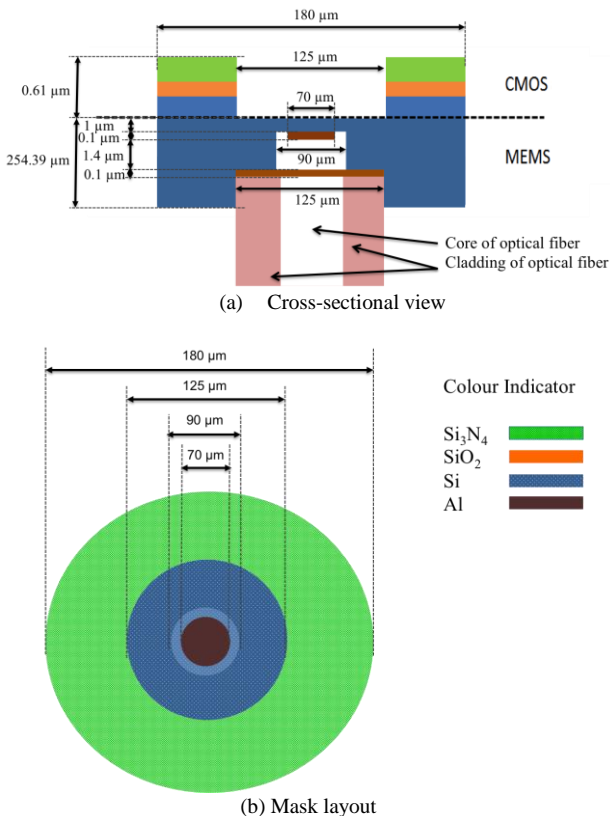 180 µm
125 µm
0.61 µm
CMOS
70 µm
1 µm
0.1 µm
1.4 µm
254.39 µm
MEMS
90 µm
0.1 µm
125 µm
Core of optical fiber
Cladding of optical fiber
(a) Cross-sectional view
180 µm
125 µm
Colour Indicator
90 µm
Si₃N₄
70 µm
SiO₂
Si
Al
(b) Mask layout